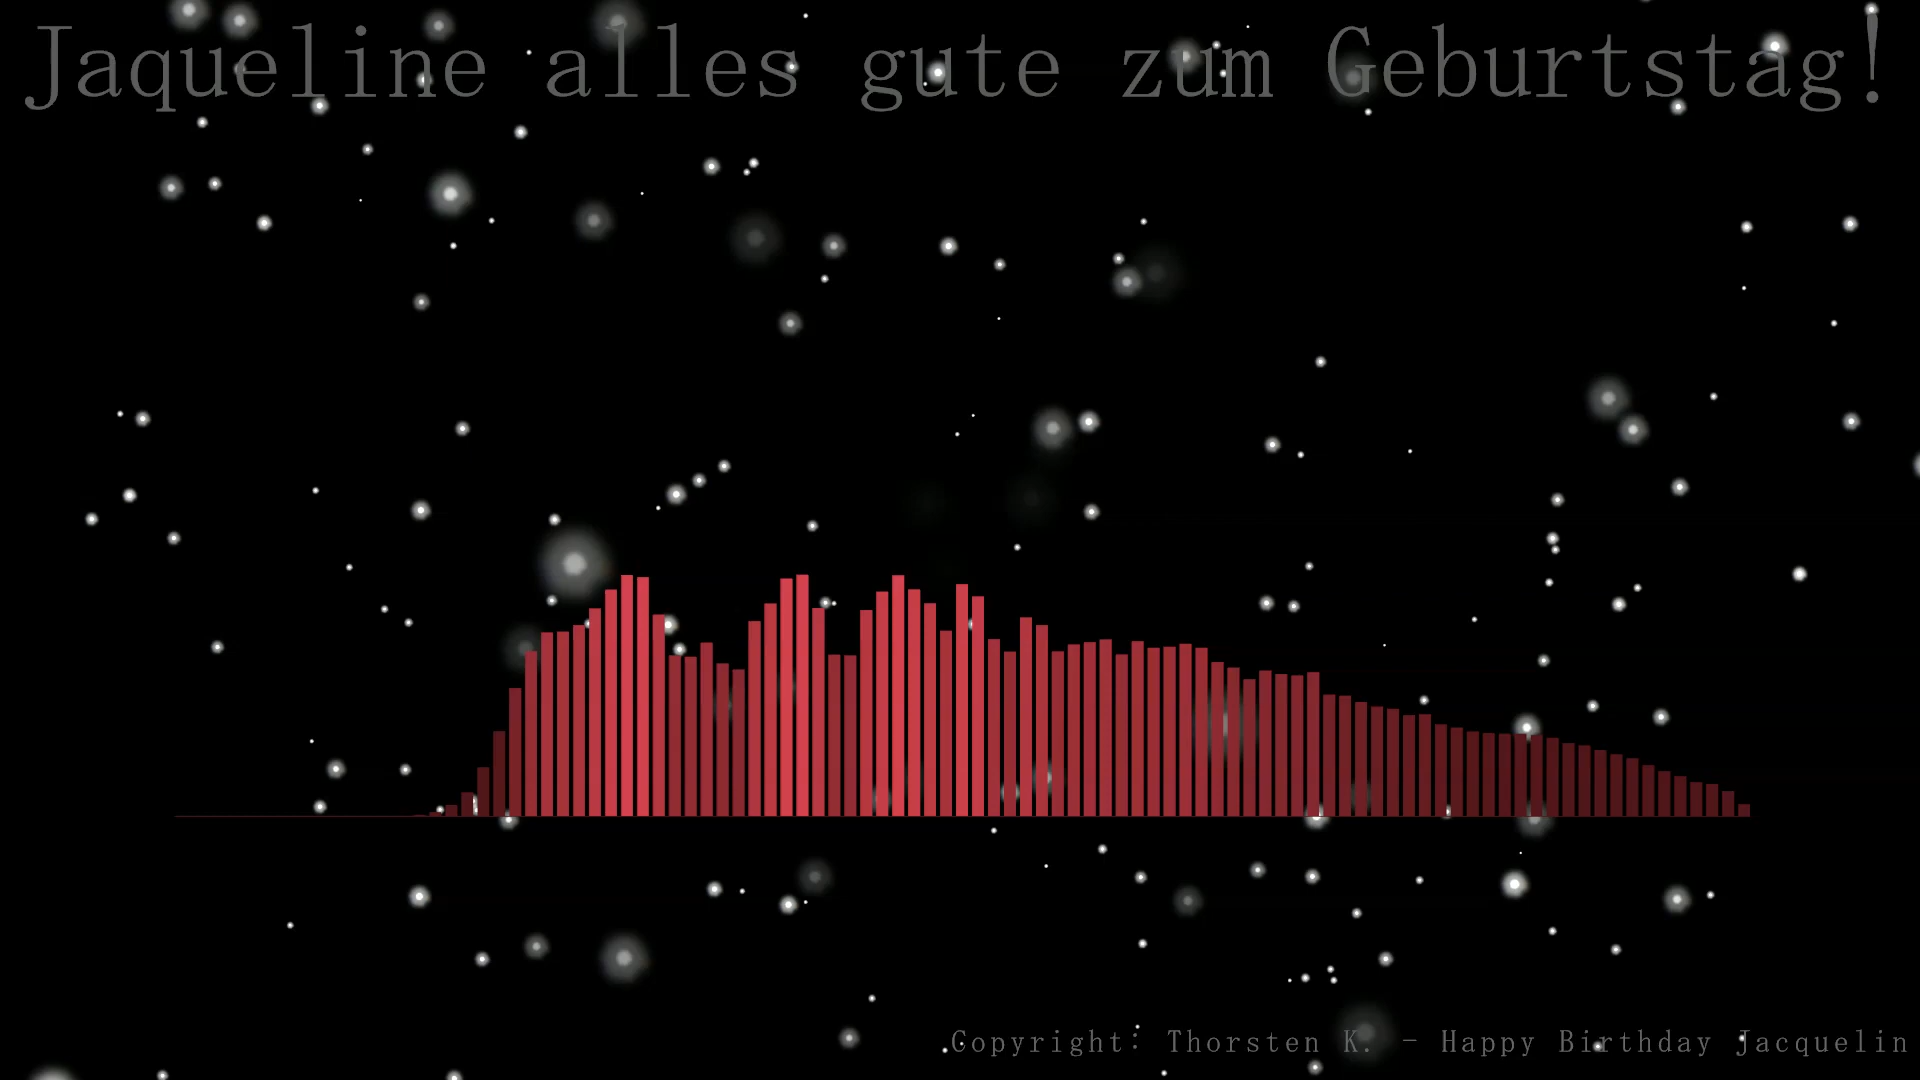 Jaqueline alles gute zum Geburtstag!
Copyright: Thorsten K. - Happy Birthday Jacquelin